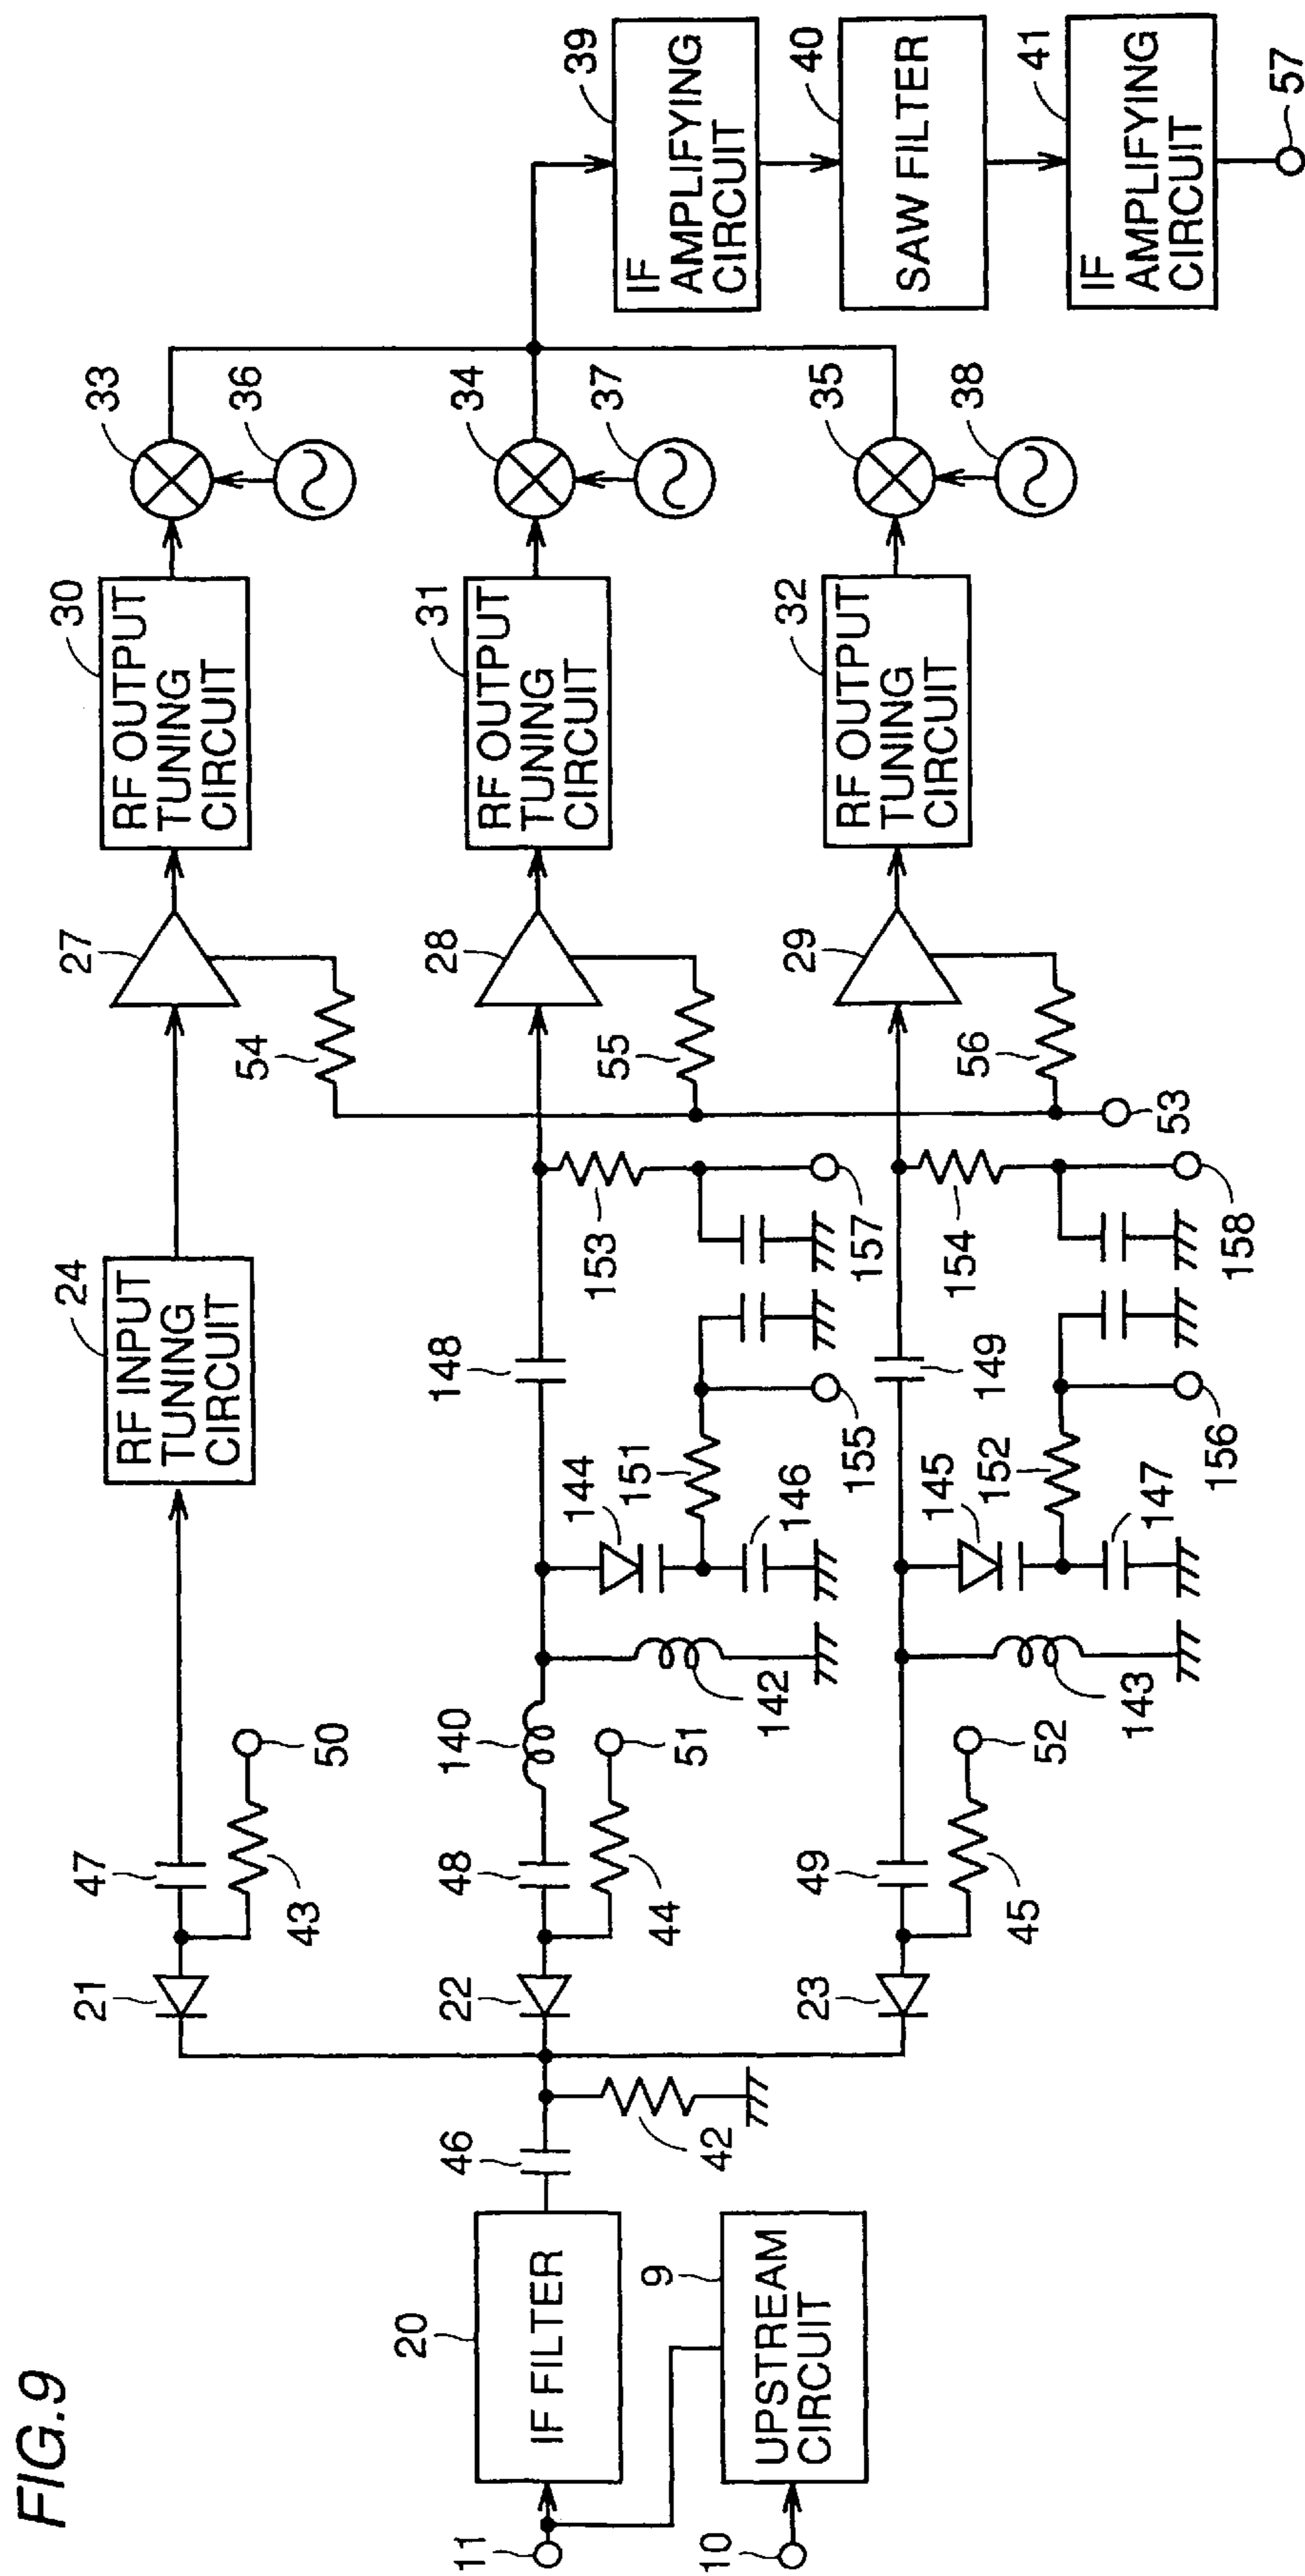 FIG.9
11
10
20
IF FILTER
9
UPSTREAM
CIRCUIT
46
42
21
22
23
47
43
50
48
44
51
49
45
52
140
142
143
144
151
146
155
145
152
147
156
148
149
153
157
154
158
24
RF INPUT
TUNING
CIRCUIT
53
54
55
56
27
28
29
30
RF OUTPUT
TUNING
CIRCUIT
31
RF OUTPUT
TUNING
CIRCUIT
32
RF OUTPUT
TUNING
CIRCUIT
33
36
34
37
35
38
39
IF
AMPLIFYING
CIRCUIT
40
SAW FILTER
41
IF
AMPLIFYING
CIRCUIT
57